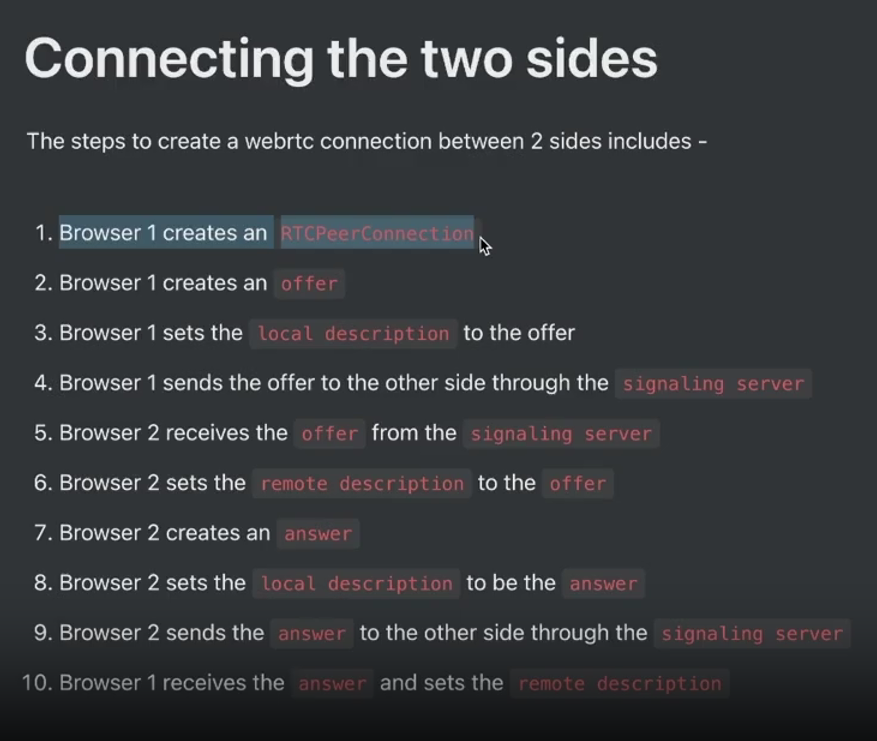 Connecting the two sides
The steps to create a webrtc connection between 2 sides includes -
1. Browser 1 creates an RTCPeerConnection
2. Browser 1 creates an offer
3. Browser 1 sets the local description to the offer
4. Browser 1 sends the offer to the other side through the signaling server
5. Browser 2 receives the offer from the signaling server
6. Browser 2 sets the remote description to the offer
7. Browser 2 creates an answer
8. Browser 2 sets the local description to be the answer
9. Browser 2 sends the answer to the other side through the signaling server
10. Browser 1 receives the answer and sets the remote description